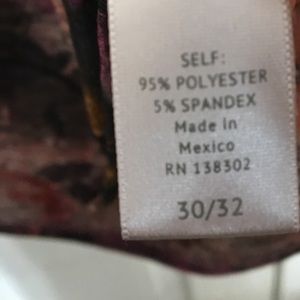 SELF:
95% POLYESTER
5% SPANDEX
Made in
Mexico
RN 138302
30/32